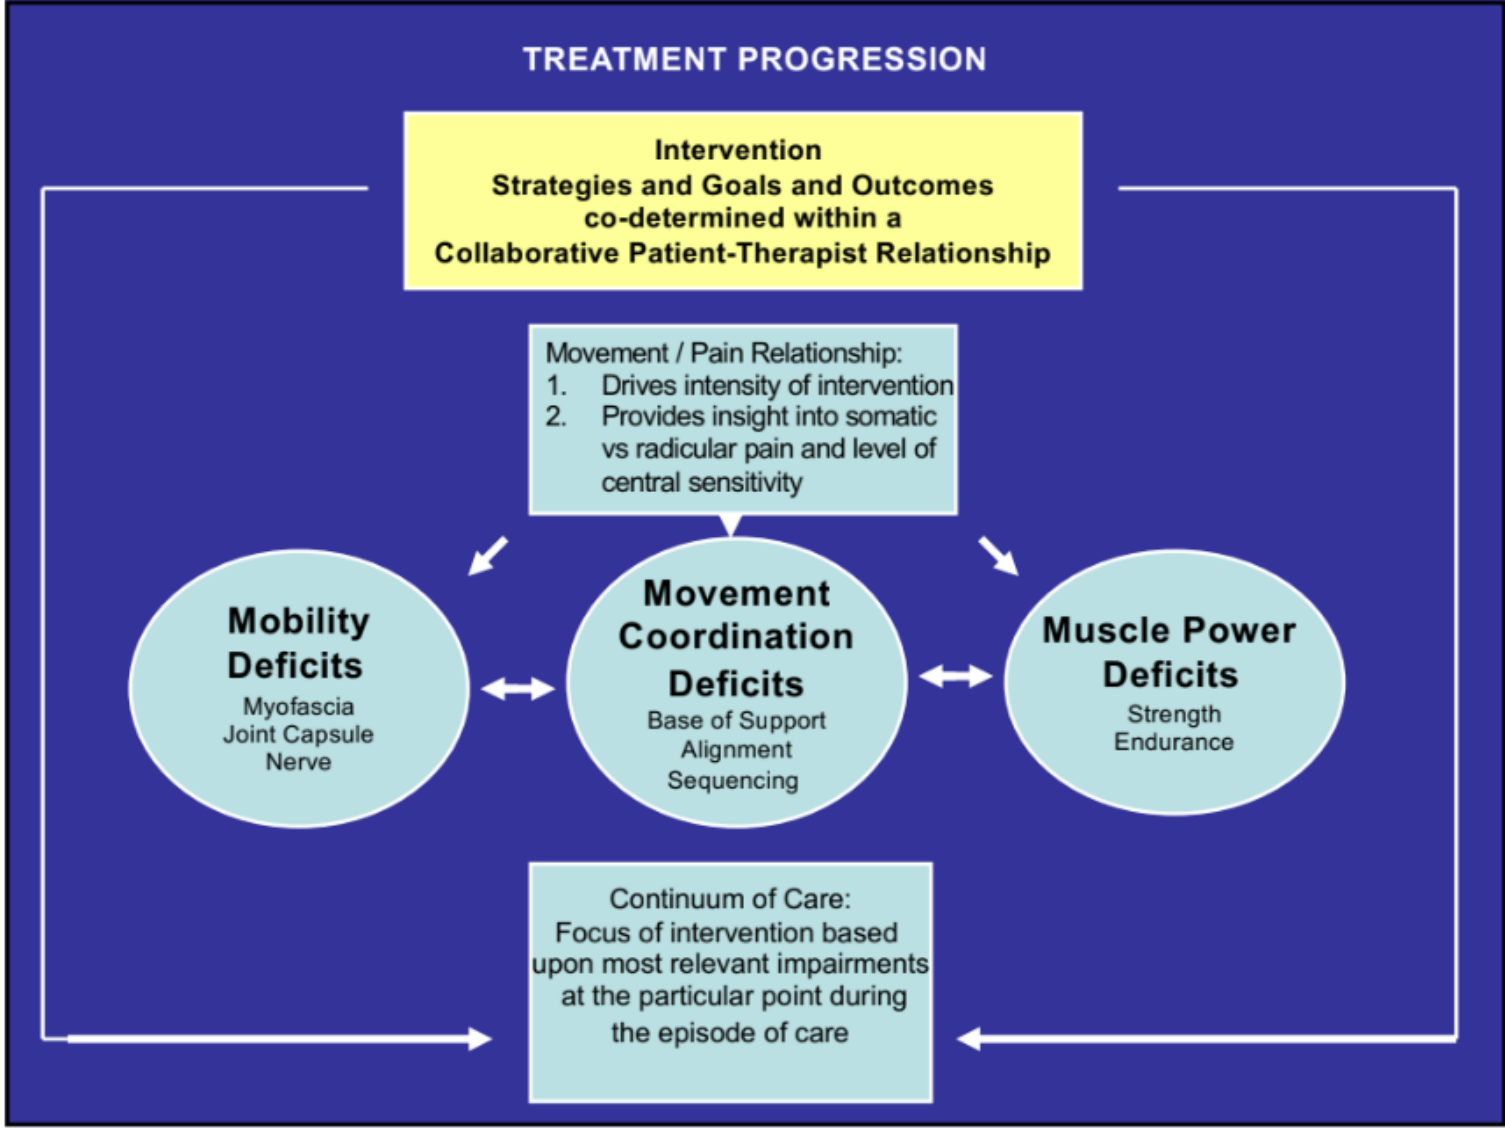 TREATMENT PROGRESSION
Intervention
Strategies and Goals and Outcomes
co-determined within a
Collaborative Patient-Therapist Relationship
Movement / Pain Relationship:
1. Drives intensity of intervention
2. Provides insight into somatic
vs radicular pain and level of
central sensitivity
Mobility
Deficits
Myofascia
Joint Capsule
Nerve
Movement
Coordination
Deficits
Base of Support
Alignment
Sequencing
Muscle Power
Deficits
Strength
Endurance
Continuum of Care:
Focus of intervention based
upon most relevant impairments
at the particular point during
the episode of care